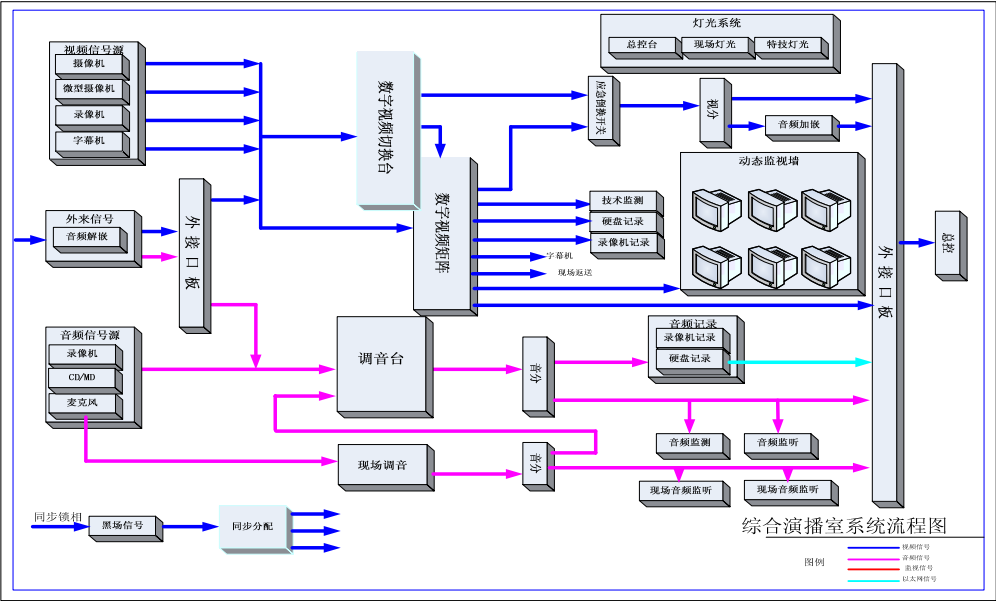 灯光系统
总控台
现场灯光
特技灯光
视频信号源
摄像机
微型摄像机
录像机
字幕机
数字视频切换台
应急倒换开关
视分
音频加嵌
动态监视墙
外来信号
音频解嵌
外接口板
数字视频矩阵
技术监测
硬盘记录
录像机记录
字幕机
现场返送
外接口板
总控
音频信号源
录像机
CD/MD
麦克风
调音台
音分
音频记录
录像机记录
硬盘记录
音频监测
音频监听
现场调音
音分
现场音频监听
现场音频监听
同步锁相
黑场信号
同步分配
综合演播室系统流程图
图例
视频信号
音频信号
监视信号
以太网信号